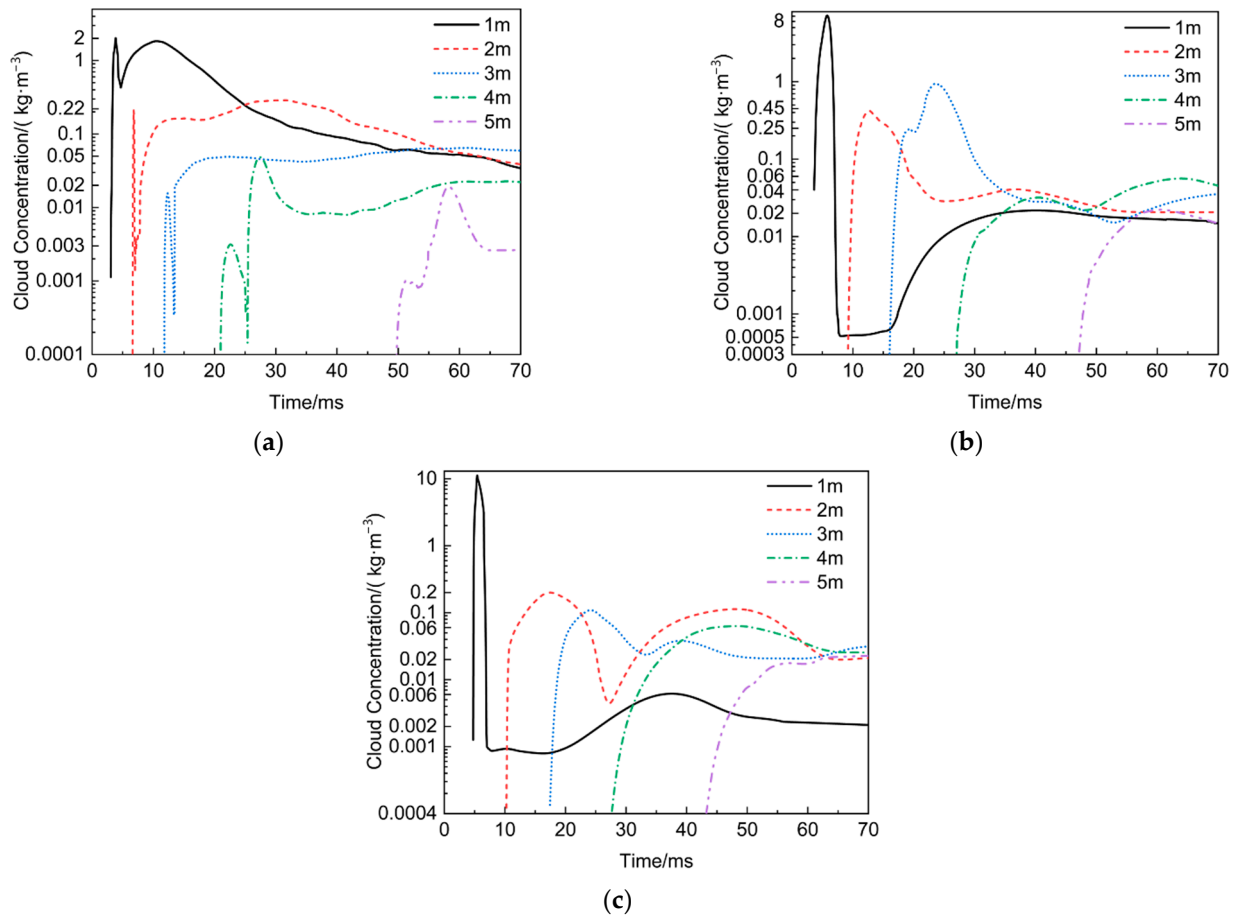 Cloud Concentration/( kg·m⁻³)
2
1
0.22
0.1
0.05
0.02
0.01
0.003
0.001
0.0001
0 10 20 30 40 50 60 70
Time/ms
1m
2m
3m
4m
5m
(a)
Cloud Concentration/( kg·m⁻³)
8
1
0.45
0.25
0.1
0.04
0.02
0.01
0.001
0.0005
0.0003
0 10 20 30 40 50 60 70
Time/ms
1m
2m
3m
4m
5m
(b)
Cloud Concentration/( kg·m⁻³)
10
1
0.2
0.1
0.06
0.02
0.006
0.002
0.001
0.0004
0 10 20 30 40 50 60 70
Time/ms
1m
2m
3m
4m
5m
(c)